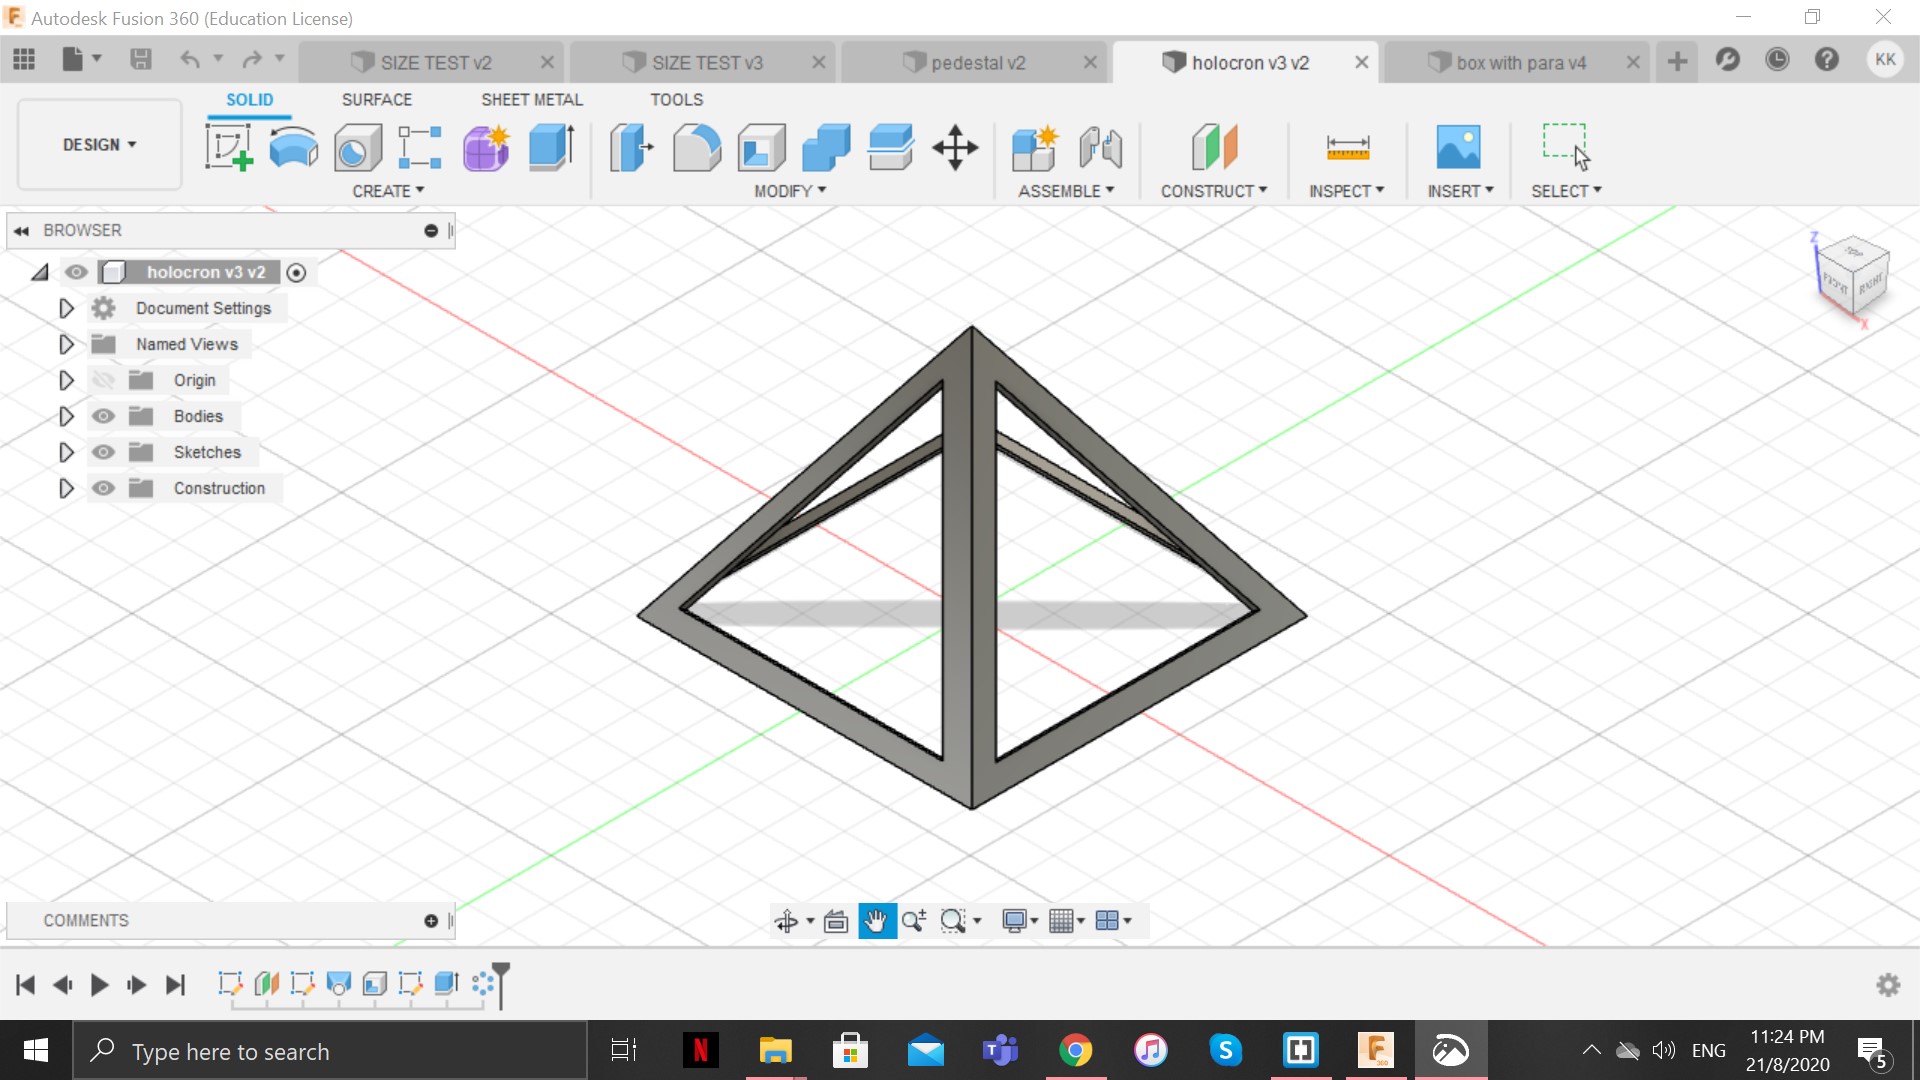 Autodesk Fusion 360 (Education License)
SIZE TEST v2
SIZE TEST v3
pedestal v2
holocron v3 v2
box with para v4
KK
SOLID
SURFACE
SHEET METAL
TOOLS
DESIGN
CREATE
MODIFY
ASSEMBLE
CONSTRUCT
INSPECT
INSERT
SELECT
BROWSER
holocron v3 v2
Document Settings
Named Views
Origin
Bodies
Sketches
Construction
Z
TOP
FRONT
RIGHT
X
COMMENTS
Type here to search
ENG
11:24 PM
21/8/2020
5